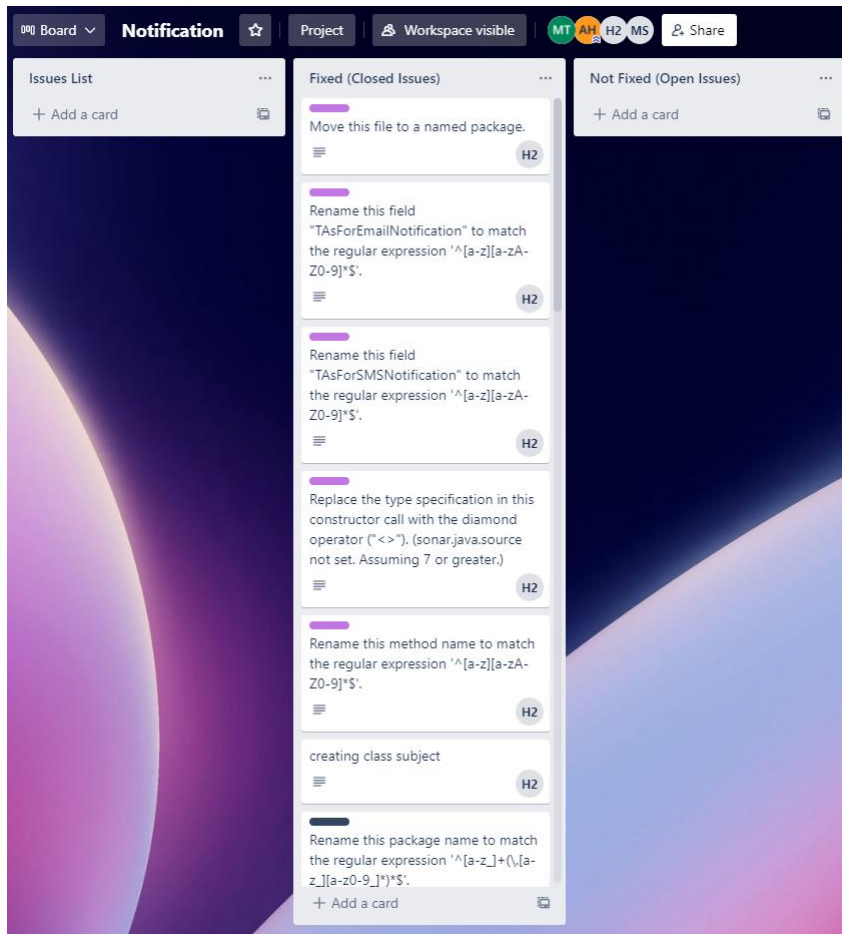 Board
Notification
Project
Workspace visible
MT AH H2 MS
Share
Issues List
+ Add a card
Fixed (Closed Issues)
Move this file to a named package.
H2
Rename this field
"TAsForEmailNotification" to match
the regular expression '^[a-z][a-zA-
Z0-9]*$'.
H2
Rename this field
"TAsForSMSNotification" to match
the regular expression '^[a-z][a-zA-
Z0-9]*$'.
H2
Replace the type specification in this
constructor call with the diamond
operator ("<>"). (sonar.java.source
not set. Assuming 7 or greater.)
H2
Rename this method name to match
the regular expression '^[a-z][a-zA-
Z0-9]*$'.
H2
creating class subject
H2
Rename this package name to match
the regular expression '^[a-z_]+(\.[a-
z_][a-z0-9_]*)*$'.
+ Add a card
Not Fixed (Open Issues)
+ Add a card